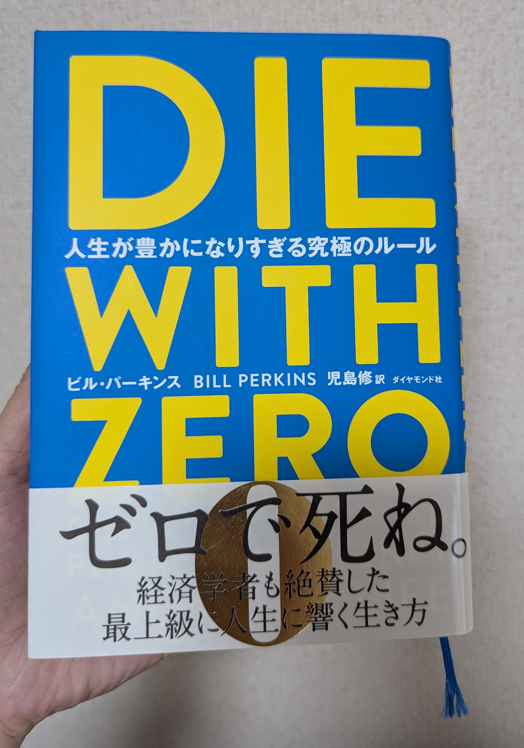 DIE
人生が豊かになりすぎる究極のルール
WITH
ビル・パーキンス BILL PERKINS 児島修 訳 ダイヤモンド社
ZERO
0
ゼロで死ね。
経済学者も絶賛した
最上級に人生に響く生き方